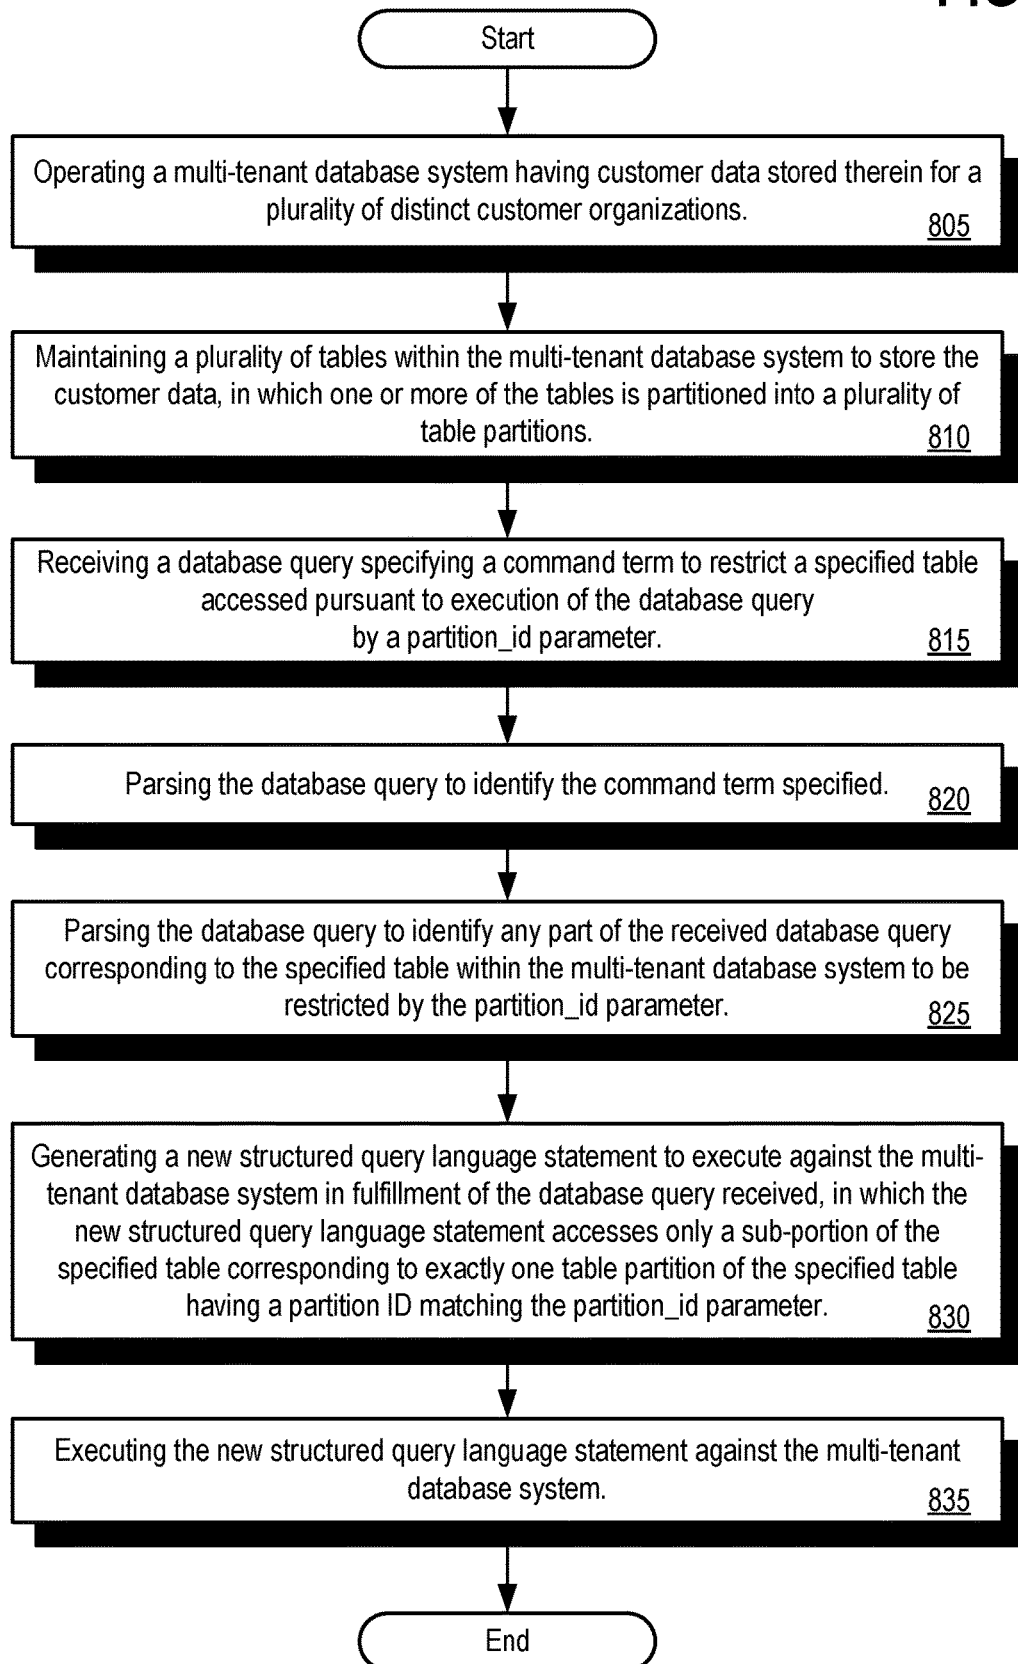 Start
Operating a multi-tenant database system having customer data stored therein for a
plurality of distinct customer organizations.
805
Maintaining a plurality of tables within the multi-tenant database system to store the
customer data, in which one or more of the tables is partitioned into a plurality of
table partitions.
810
Receiving a database query specifying a command term to restrict a specified table
accessed pursuant to execution of the database query
by a partition_id parameter.
815
Parsing the database query to identify the command term specified.
820
Parsing the database query to identify any part of the received database query
corresponding to the specified table within the multi-tenant database system to be
restricted by the partition_id parameter.
825
Generating a new structured query language statement to execute against the multi-
tenant database system in fulfillment of the database query received, in which the
new structured query language statement accesses only a sub-portion of the
specified table corresponding to exactly one table partition of the specified table
having a partition ID matching the partition_id parameter.
830
Executing the new structured query language statement against the multi-tenant
database system.
835
End